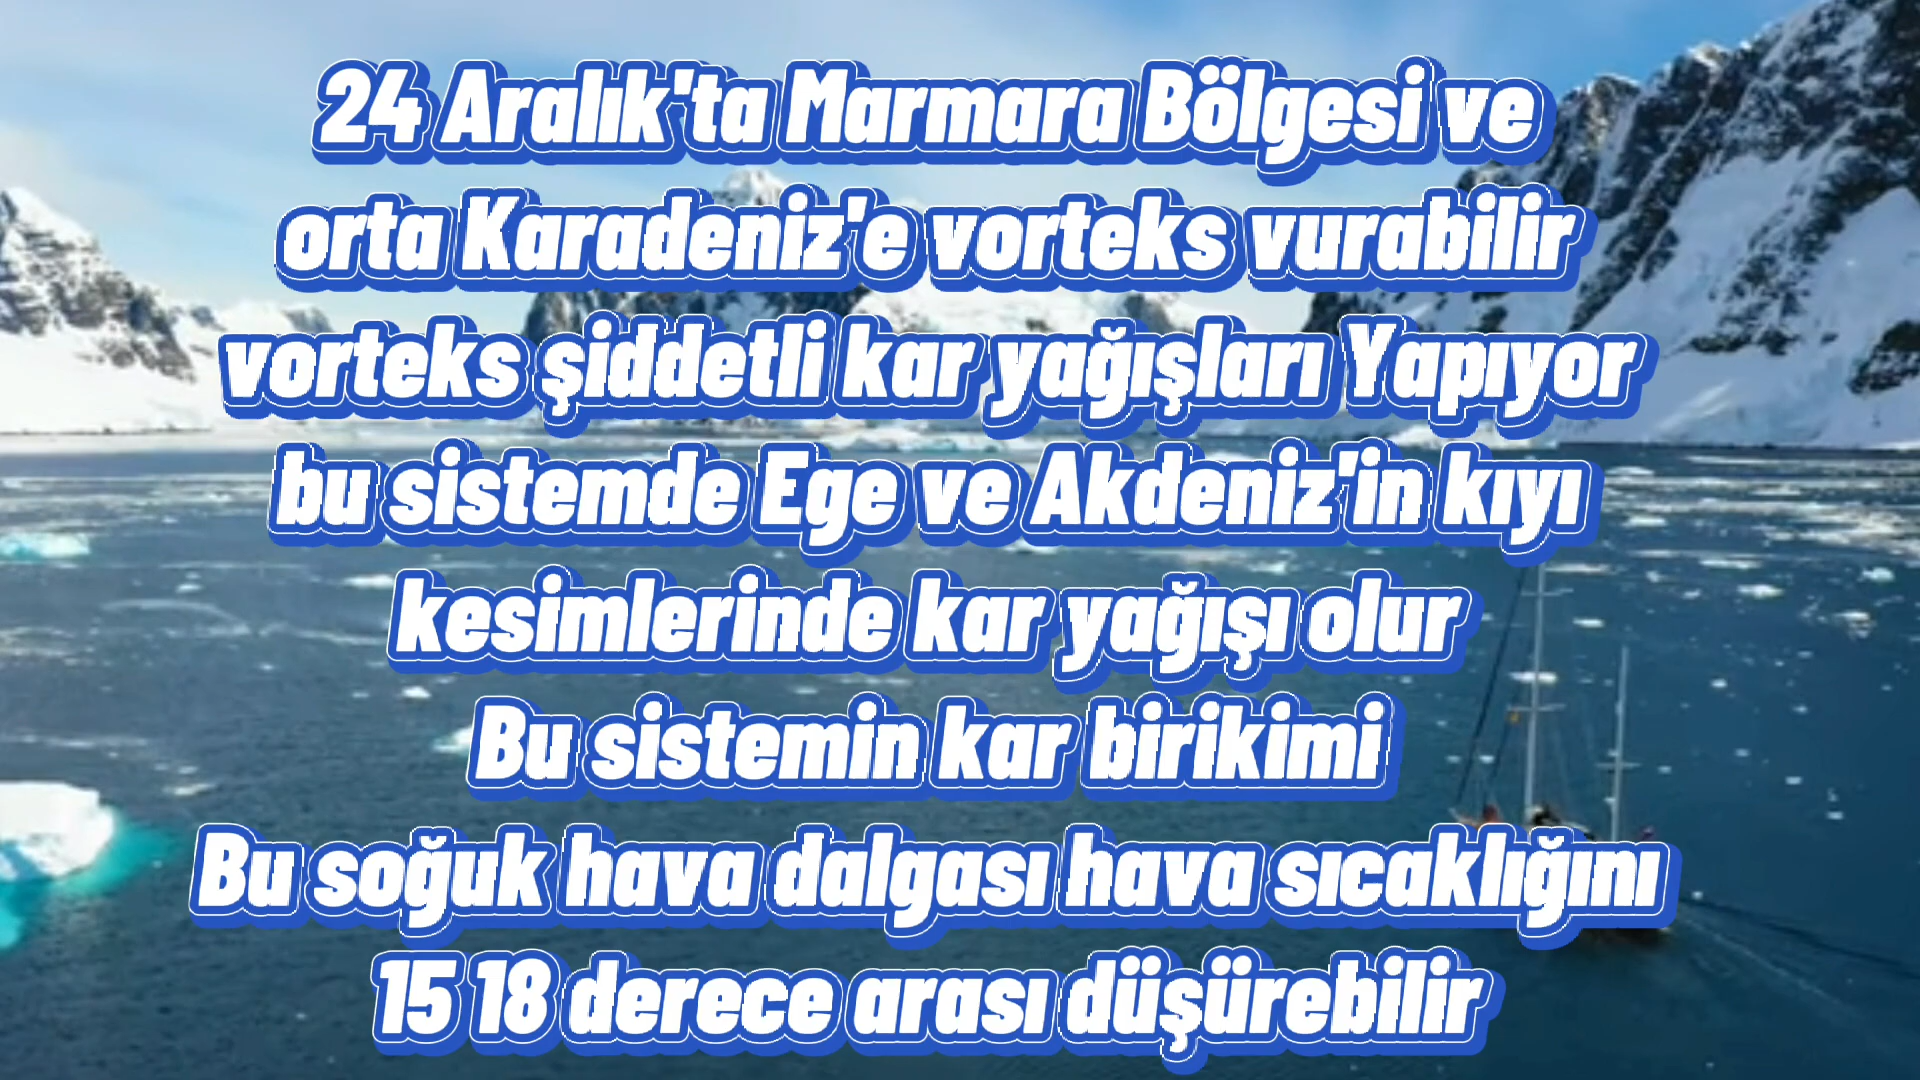 24 Aralık'ta Marmara Bölgesi ve
orta Karadeniz'e vorteks vurabilir
vorteks şiddetli kar yağışları Yapıyor
bu sistemde Ege ve Akdeniz'in kıyı
kesimlerinde kar yağışı olur
Bu sistemin kar birikimi
Bu soğuk hava dalgası hava sıcaklığını
15 18 derece arası düşürebilir